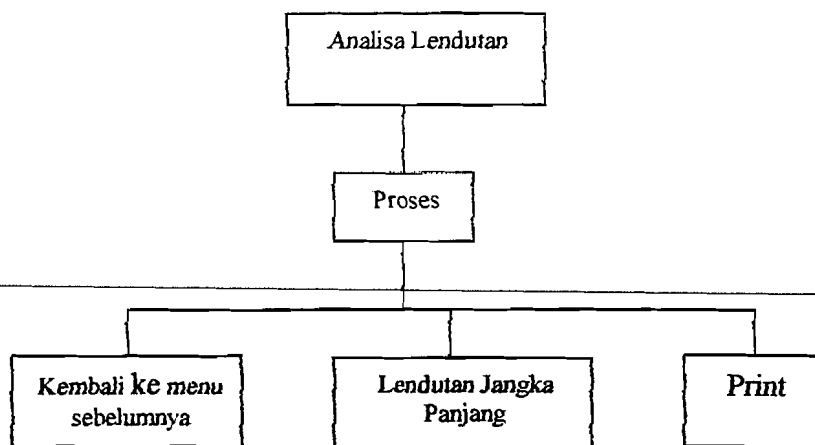 Analisa Lendutan
Proses
Kembali ke menu
sebelumnya
Lendutan Jangka
Panjang
Print